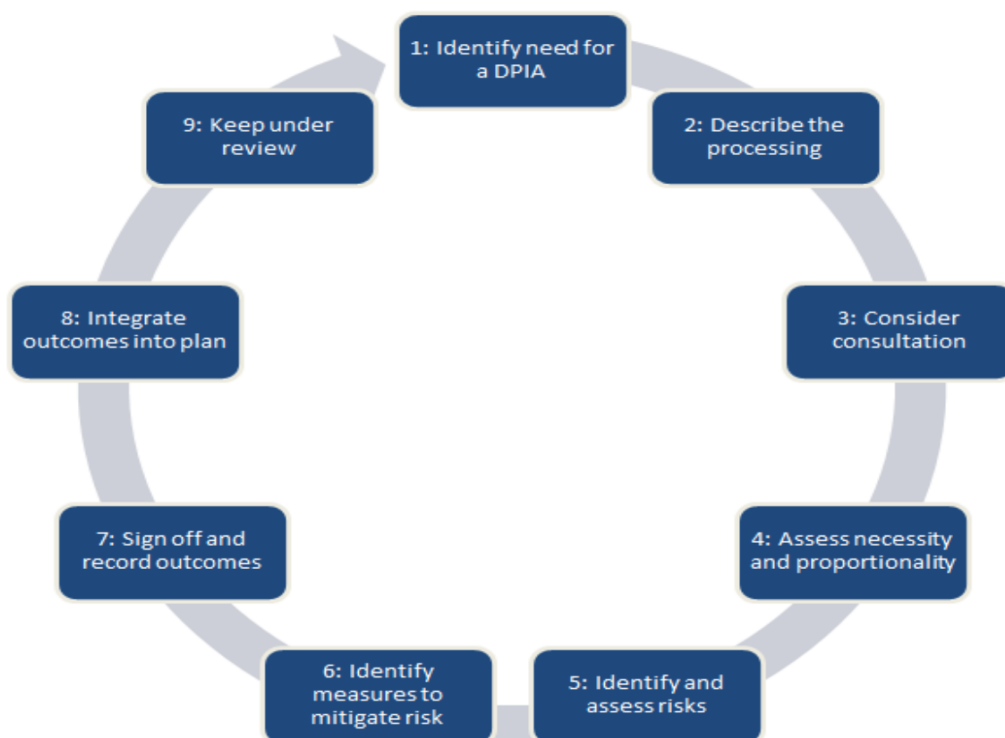 1: Identify need for
a DPIA
2: Describe the
processing
3: Consider
consultation
4: Assess necessity
and proportionality
5: Identify and
assess risks
6: Identify
measures to
mitigate risk
7: Sign off and
record outcomes
8: Integrate
outcomes into plan
9: Keep under
review